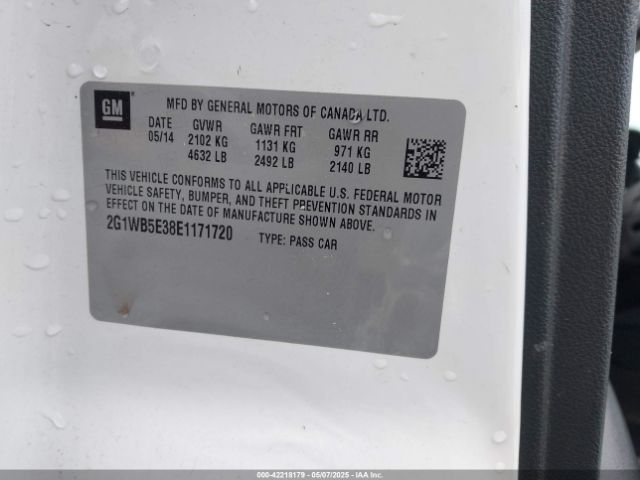 GM
MFD BY GENERAL MOTORS OF CANADA LTD.
DATE GVWR GAWR FRT GAWR RR
05/14 2102 KG 1131 KG 971 KG
4632 LB 2492 LB 2140 LB
THIS VEHICLE CONFORMS TO ALL APPLICABLE U.S. FEDERAL MOTOR
VEHICLE SAFETY, BUMPER, AND THEFT PREVENTION STANDARDS IN
EFFECT ON THE DATE OF MANUFACTURE SHOWN ABOVE.
2G1WB5E38E1171720 TYPE: PASS CAR
000-42218179 - 05/07/2025 - IAA Inc.